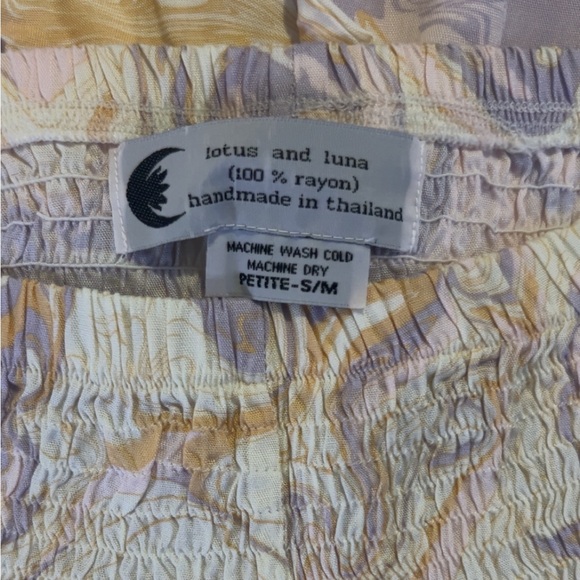 lotus and luna
(100 % rayon)
handmade in thailand
MACHINE WASH COLD
MACHINE DRY
PETITE-S/M